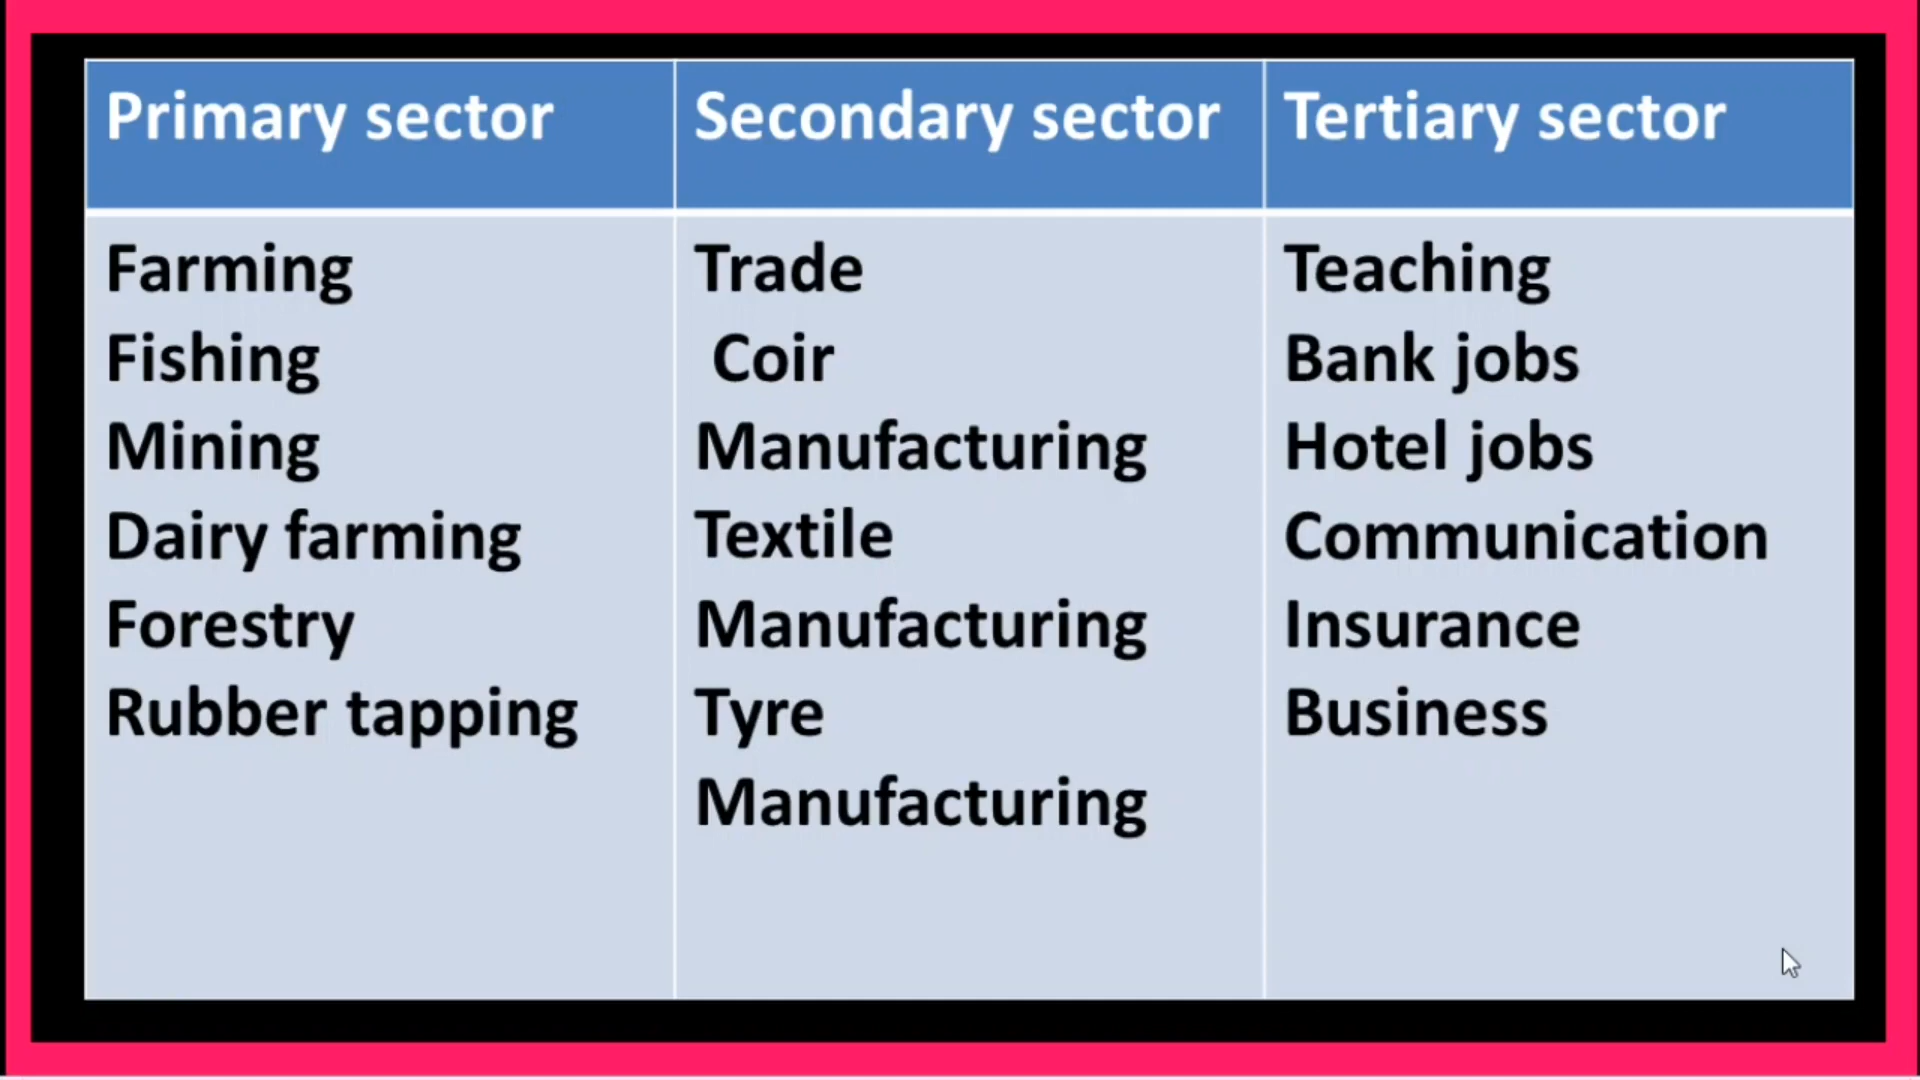 Primary sector
Secondary sector
Tertiary sector
Farming
Fishing
Mining
Dairy farming
Forestry
Rubber tapping
Trade
Coir
Manufacturing
Textile
Manufacturing
Tyre
Manufacturing
Teaching
Bank jobs
Hotel jobs
Communication
Insurance
Business